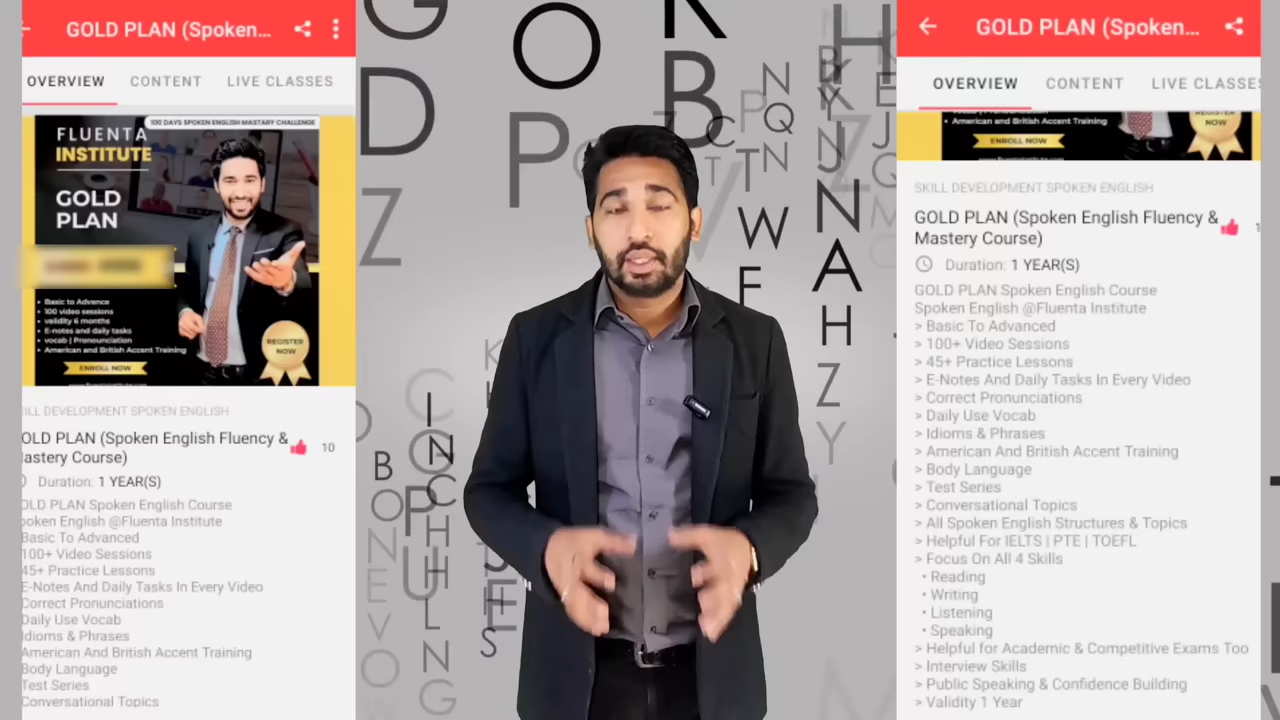 GOLD PLAN (Spoken...
OVERVIEW CONTENT LIVE CLASSES
100 DAYS SPOKEN ENGLISH MASTARY CHALLENGE
FLUENTA
INSTITUTE
GOLD
PLAN
• Basic to Advance
• 100 video sessions
• validity 6 months
• E-notes and daily tasks
• vocab | Pronounciation
• American and British Accent Training
REGISTER
NOW
ENROLL NOW
ILL DEVELOPMENT SPOKEN ENGLISH
OLD PLAN (Spoken English Fluency &
astery Course)
10
Duration: 1 YEAR(S)
OLD PLAN Spoken English Course
poken English @Fluenta Institute
Basic To Advanced
100+ Video Sessions
45+ Practice Lessons
E-Notes And Daily Tasks In Every Video
Correct Pronunciations
Daily Use Vocab
Idioms & Phrases
American And British Accent Training
Body Language
Test Series
Conversational Topics
GOLD PLAN (Spoken...
OVERVIEW CONTENT LIVE CLASSES
• American and British Accent Training
REGISTER
NOW
ENROLL NOW
SKILL DEVELOPMENT SPOKEN ENGLISH
GOLD PLAN (Spoken English Fluency &
Mastery Course)
1
Duration: 1 YEAR(S)
GOLD PLAN Spoken English Course
Spoken English @Fluenta Institute
> Basic To Advanced
> 100+ Video Sessions
> 45+ Practice Lessons
> E-Notes And Daily Tasks In Every Video
> Correct Pronunciations
> Daily Use Vocab
> Idioms & Phrases
> American And British Accent Training
> Body Language
> Test Series
> Conversational Topics
> All Spoken English Structures & Topics
> Helpful For IELTS | PTE | TOEFL
> Focus On All 4 Skills
• Reading
• Writing
• Listening
• Speaking
> Helpful for Academic & Competitive Exams Too
> Interview Skills
> Public Speaking & Confidence Building
> Validity 1 Year